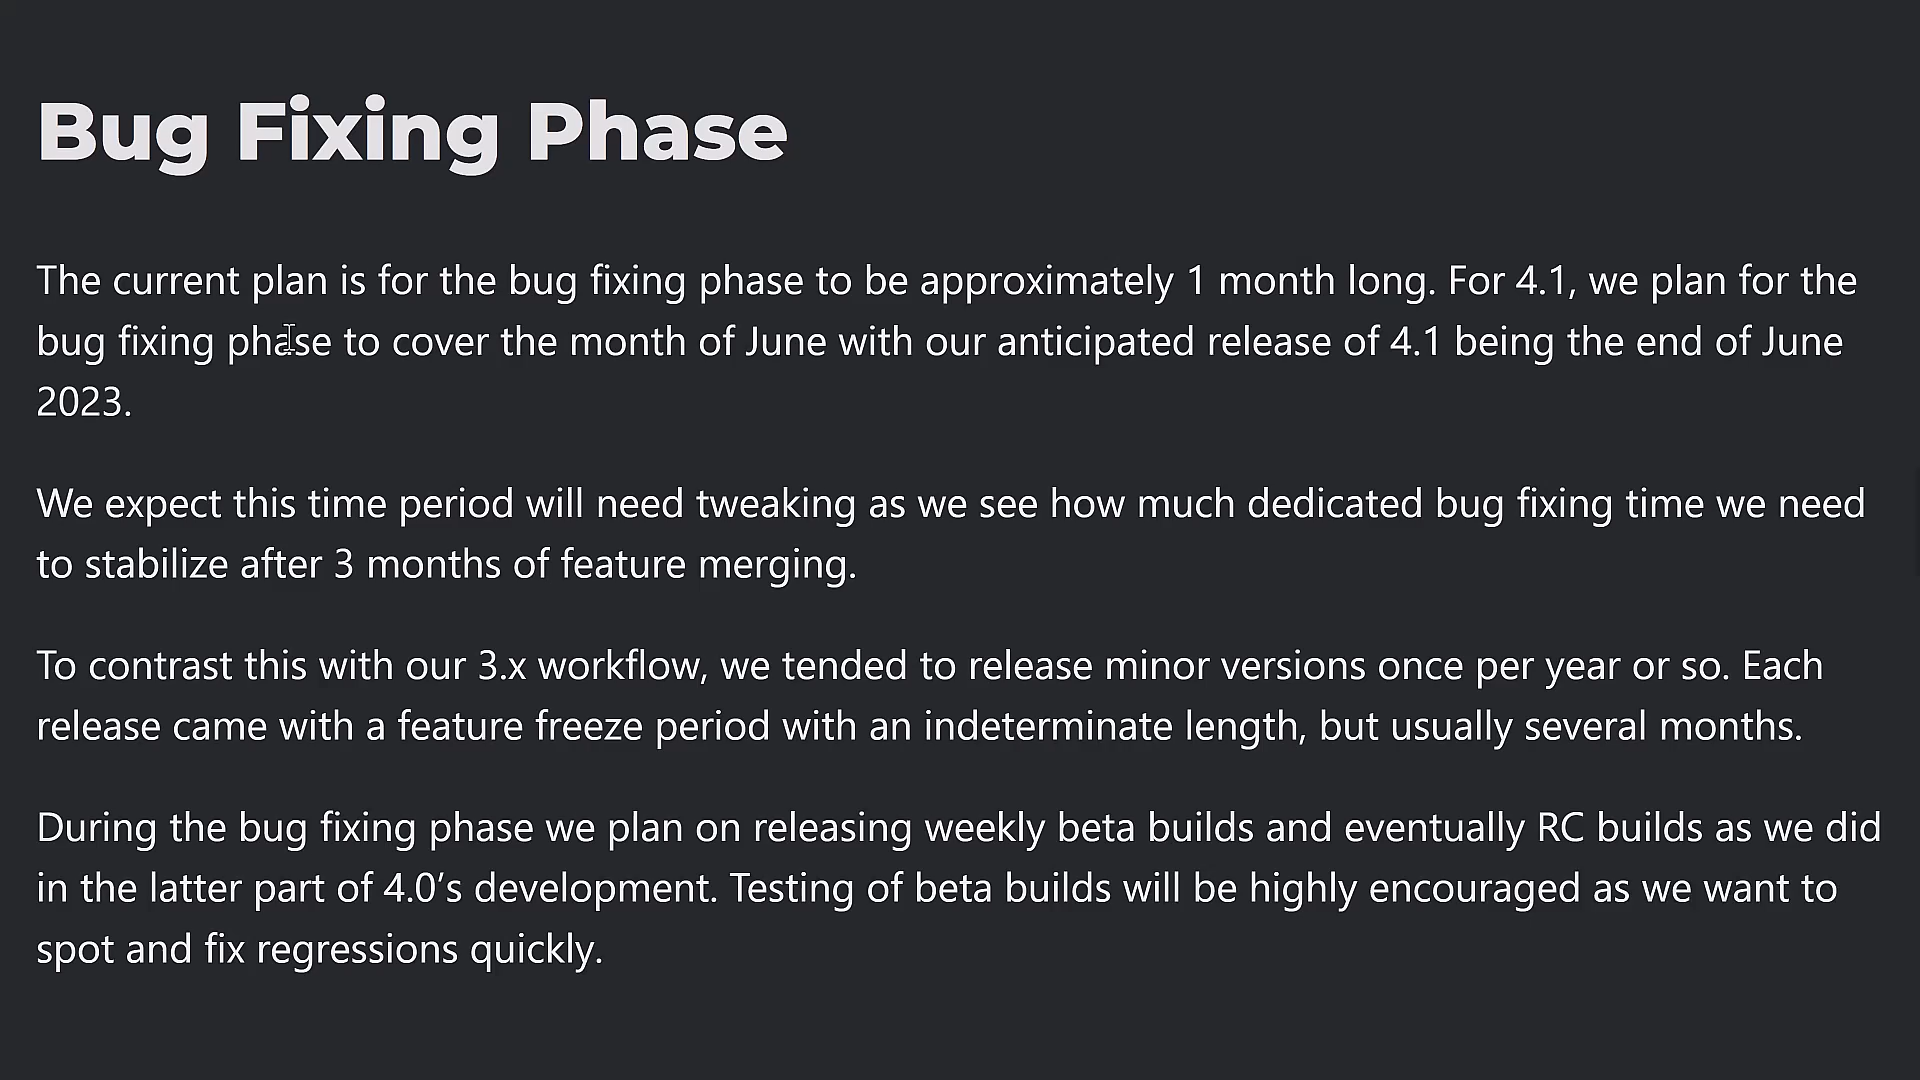 Bug Fixing Phase
The current plan is for the bug fixing phase to be approximately 1 month long. For 4.1, we plan for the
bug fixing phase to cover the month of June with our anticipated release of 4.1 being the end of June
2023.
We expect this time period will need tweaking as we see how much dedicated bug fixing time we need
to stabilize after 3 months of feature merging.
To contrast this with our 3.x workflow, we tended to release minor versions once per year or so. Each
release came with a feature freeze period with an indeterminate length, but usually several months.
During the bug fixing phase we plan on releasing weekly beta builds and eventually RC builds as we did
in the latter part of 4.0’s development. Testing of beta builds will be highly encouraged as we want to
spot and fix regressions quickly.